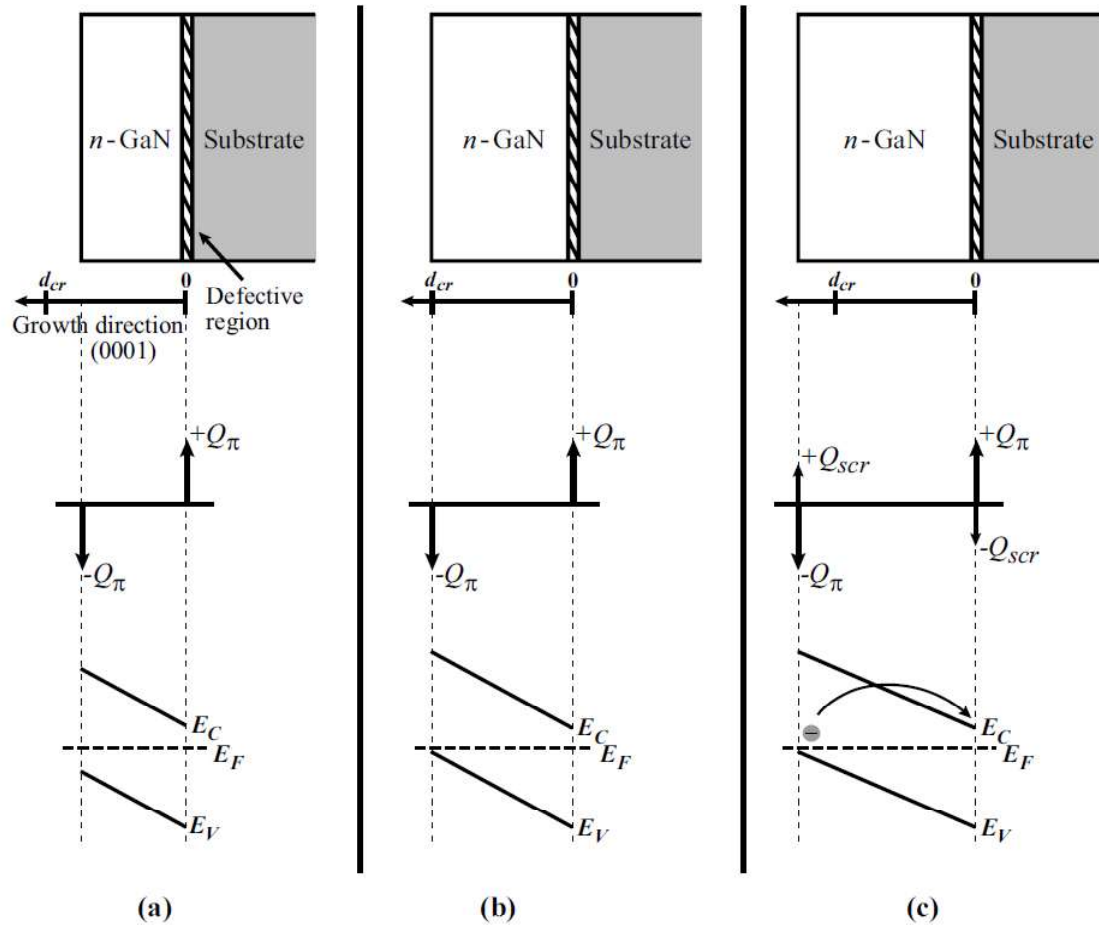 n-GaN Substrate
d_cr 0
Growth direction
(0001)
Defective
region
+Q_π
-Q_π
E_C
E_F
E_V
(a)
n-GaN Substrate
d_cr 0
+Q_π
-Q_π
E_C
E_F
E_V
(b)
n-GaN Substrate
d_cr 0
+Q_π
+Q_scr
-Q_scr
-Q_π
−
E_C
E_F
E_V
(c)